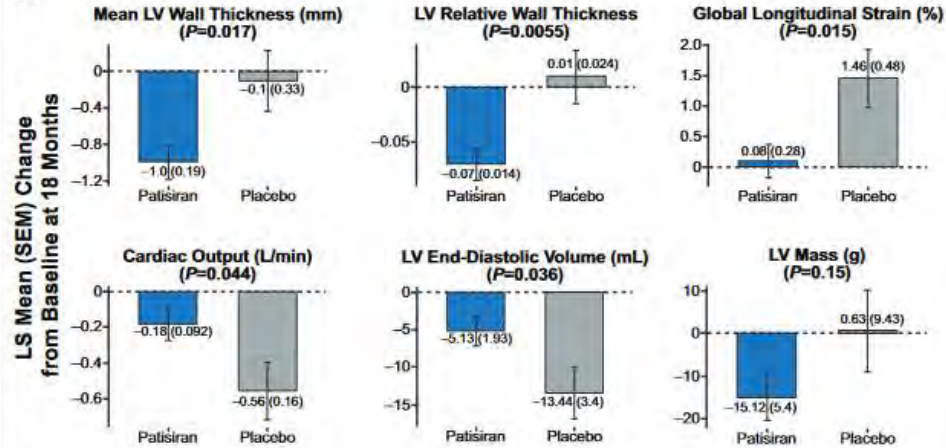 LS Mean (SEM) Change
from Baseline at 18 Months
Mean LV Wall Thickness (mm)
(P=0.017)
0
−0.4
−0.8
−1.2
−1.0 (0.19)
−0.1 (0.33)
Patisiran
Placebo
LV Relative Wall Thickness
(P=0.0055)
0
−0.05
−0.07 (0.014)
0.01 (0.024)
Patisiran
Placebo
Global Longitudinal Strain (%)
(P=0.015)
2.0
1.5
1.0
0.5
0
0.08 (0.28)
1.46 (0.48)
Patisiran
Placebo
Cardiac Output (L/min)
(P=0.044)
0
−0.2
−0.4
−0.6
−0.18 (0.092)
−0.56 (0.16)
Patisiran
Placebo
LV End-Diastolic Volume (mL)
(P=0.036)
0
−5
−10
−15
−5.13 (1.93)
−13.44 (3.4)
Patisiran
Placebo
LV Mass (g)
(P=0.15)
10
0
−10
−20
−15.12 (5.4)
0.63 (9.43)
Patisiran
Placebo